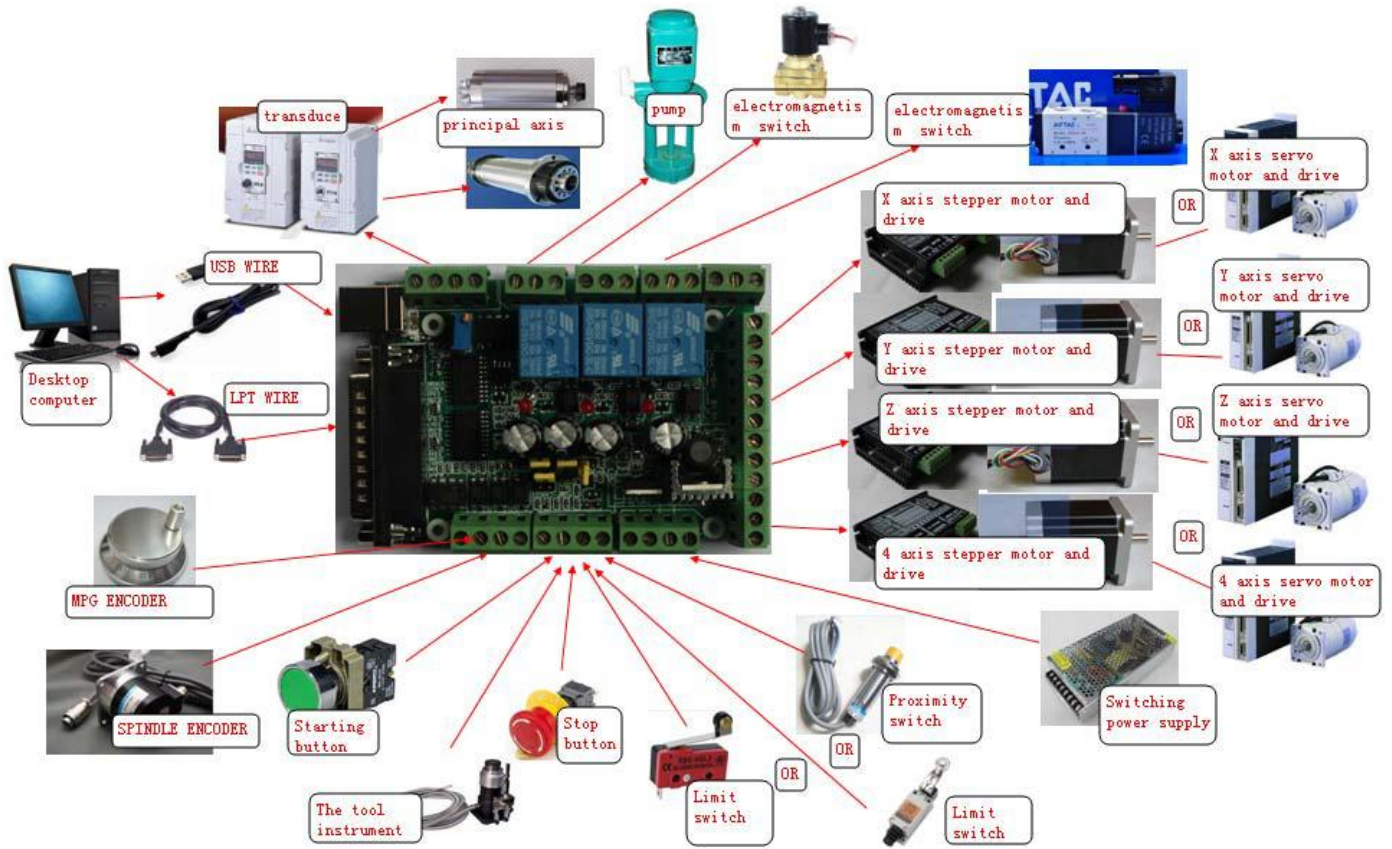 transduce
principal axis
pump
electromagnetis
m switch
electromagnetis
m switch
TAC
AIRTAC
X axis servo
motor and drive
X axis stepper motor and
drive
OR
USB WIRE
Y axis servo
motor and drive
OR
Y axis stepper motor and
drive
Desktop
computer
LPT WIRE
Z axis stepper motor and
drive
Z axis servo
motor and drive
OR
MPG ENCODER
OR
4 axis stepper motor and
drive
4 axis servo motor
and drive
SPINDLE ENCODER
Starting
button
Stop
button
Proximity
switch
Switching
power supply
OR
OR
Limit
switch
The tool
instrument
Limit
switch